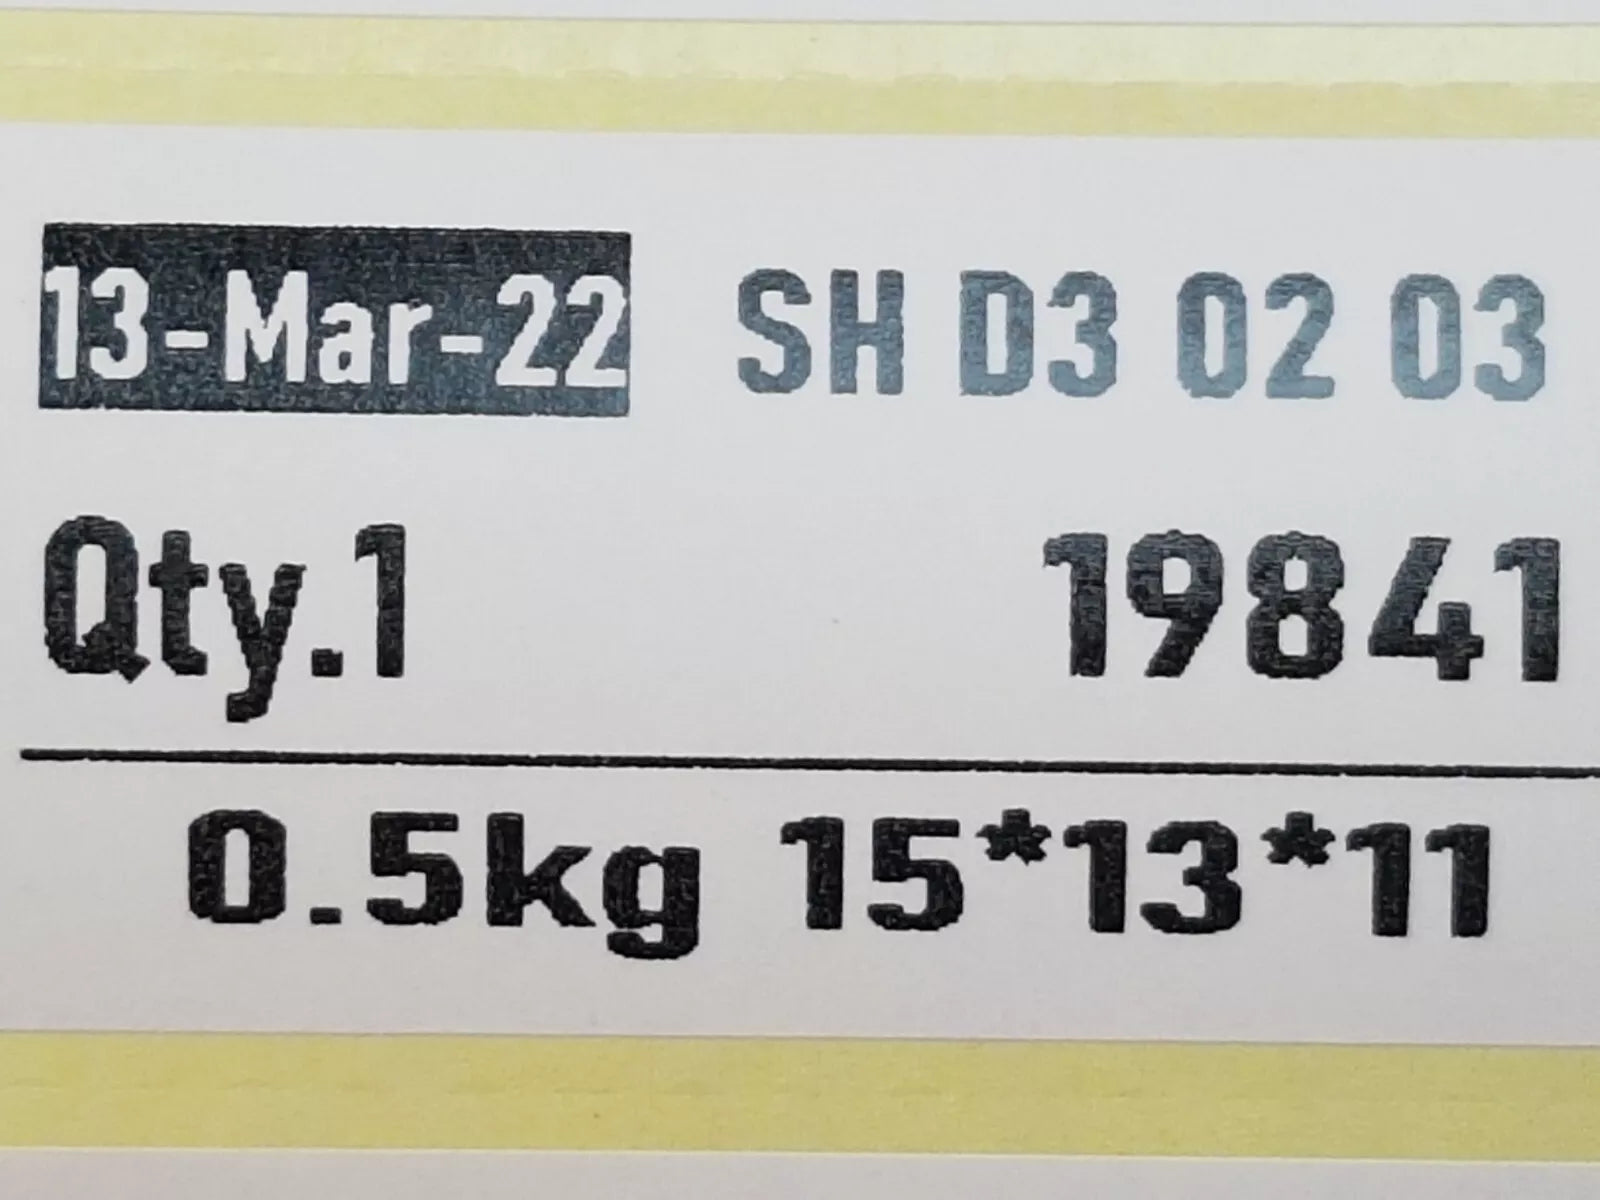 13-Mar-22 SH D3 02 03
Qty.1 19841
0.5kg 15*13*11